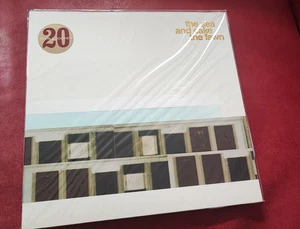 20
the sea
and cake
the fawn